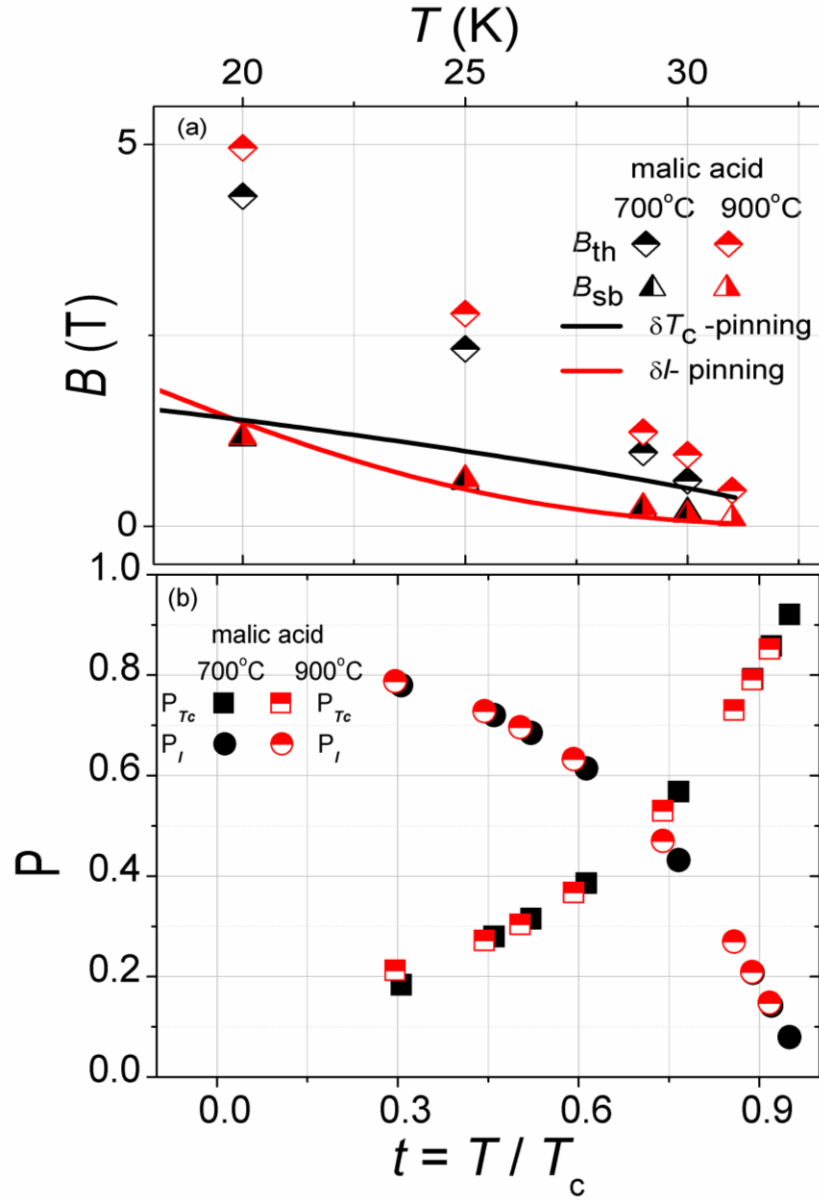 T (K)
20 25 30
(a)
malic acid
700°C 900°C
Bth
Bsb
δTc -pinning
δl- pinning
B (T)
5
0
1.0
(b)
malic acid
700°C 900°C
PTc PTc
Pl Pl
P
0.8
0.6
0.4
0.2
0.0
0.0 0.3 0.6 0.9
t = T / Tc